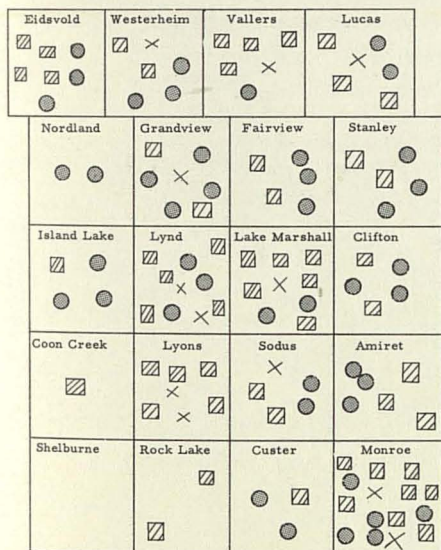 Eidsvold Westerheim Vallers Lucas
Nordland Grandview Fairview Stanley
Island Lake Lynd Lake Marshall Clifton
Coon Creek Lyons Sodus Amiret
Shelburne Rock Lake Custer Monroe